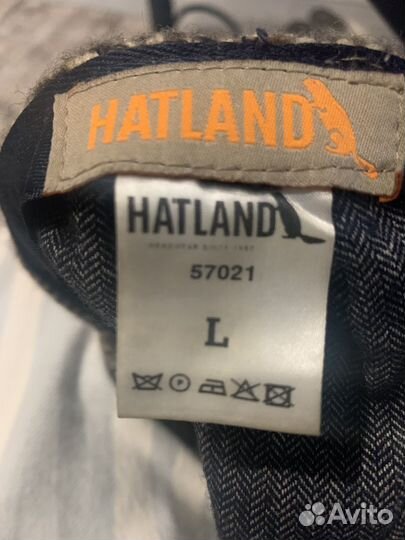 HATLAND
HATLAND
HEADWEAR SINCE 1987
57021
L
P
Avito